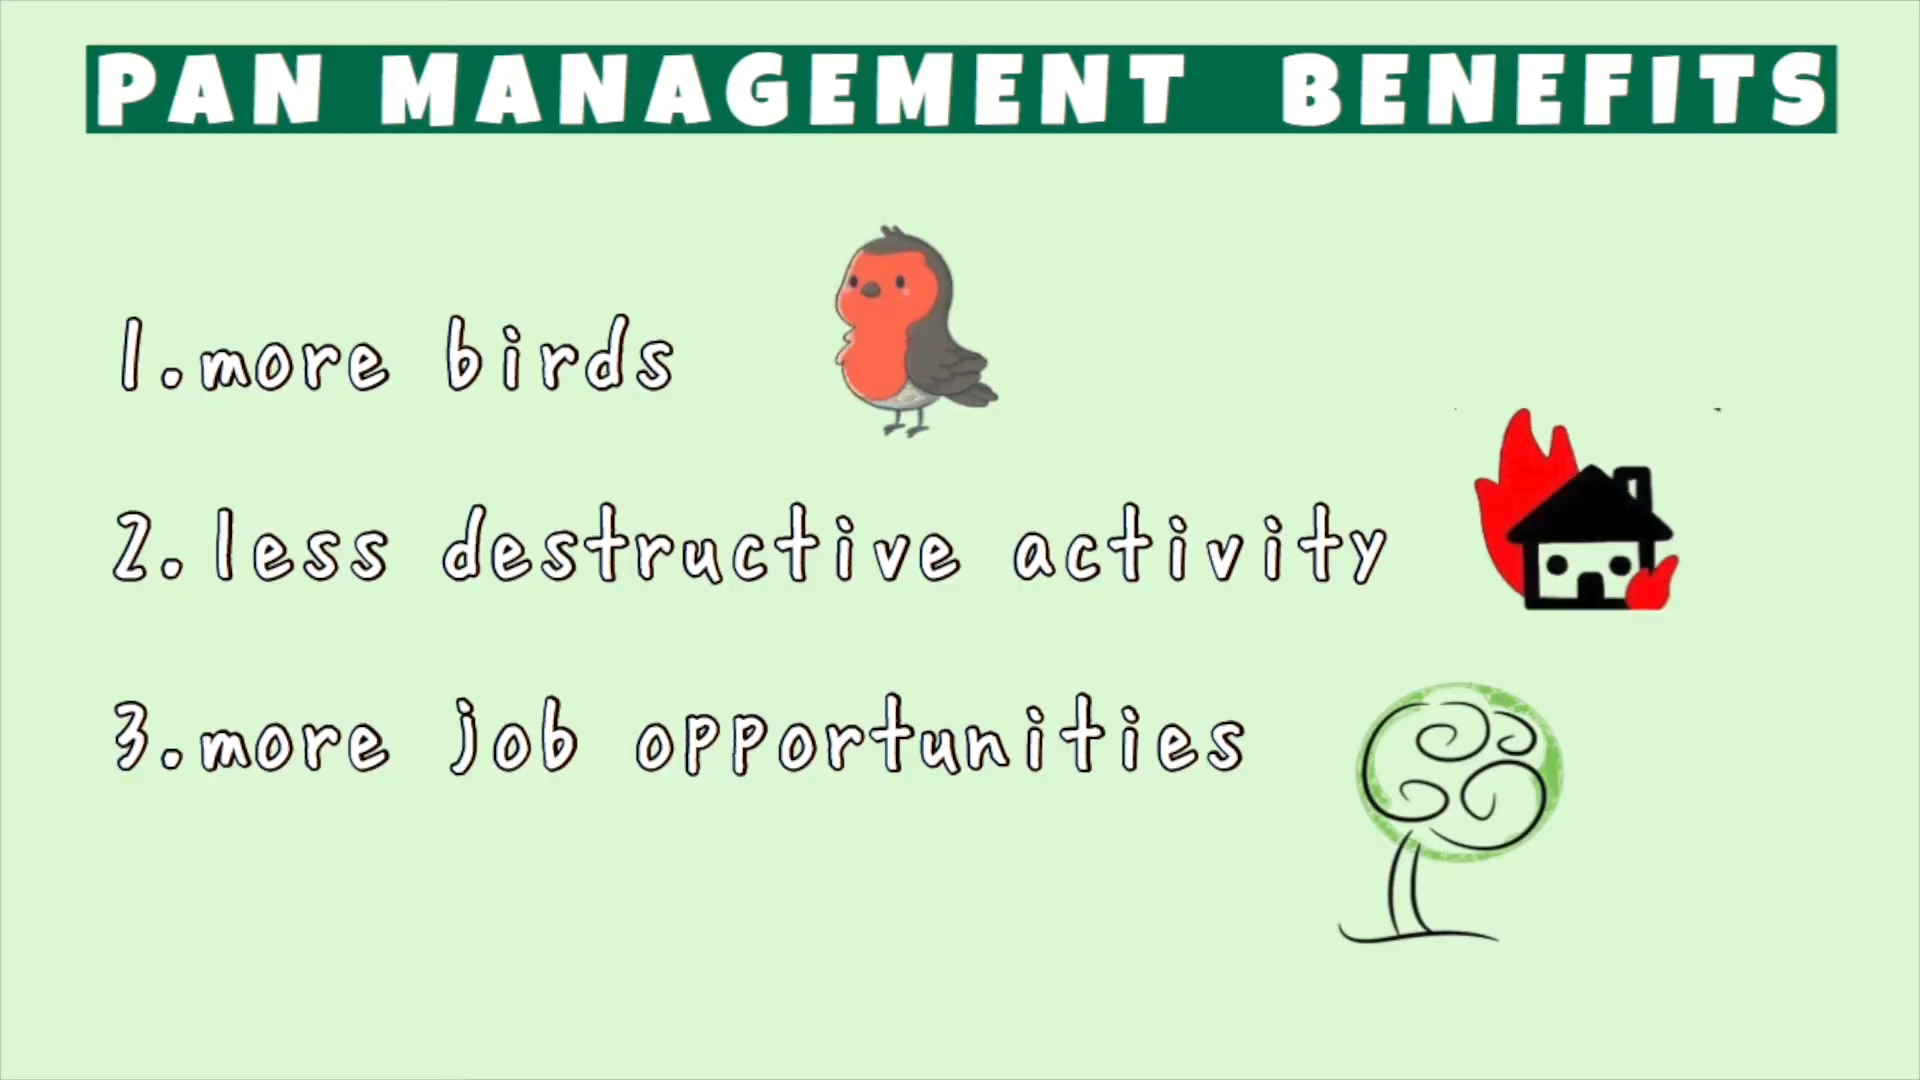 PAN MANAGEMENT BENEFITS
1.more birds
2.less destructive activity
3.more job opportunities